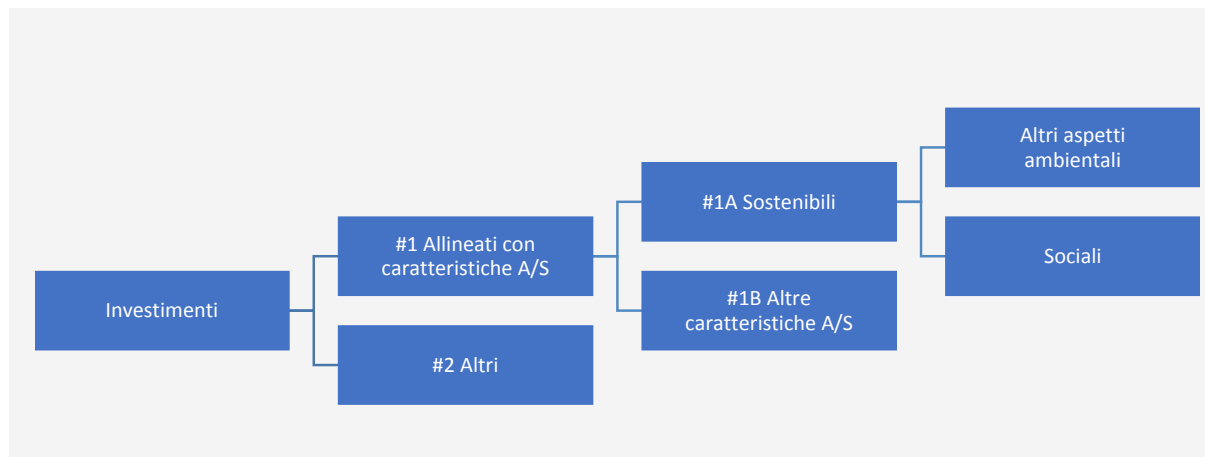 Investimenti
#1 Allineati con
caratteristiche A/S
#2 Altri
#1A Sostenibili
#1B Altre
caratteristiche A/S
Altri aspetti
ambientali
Sociali